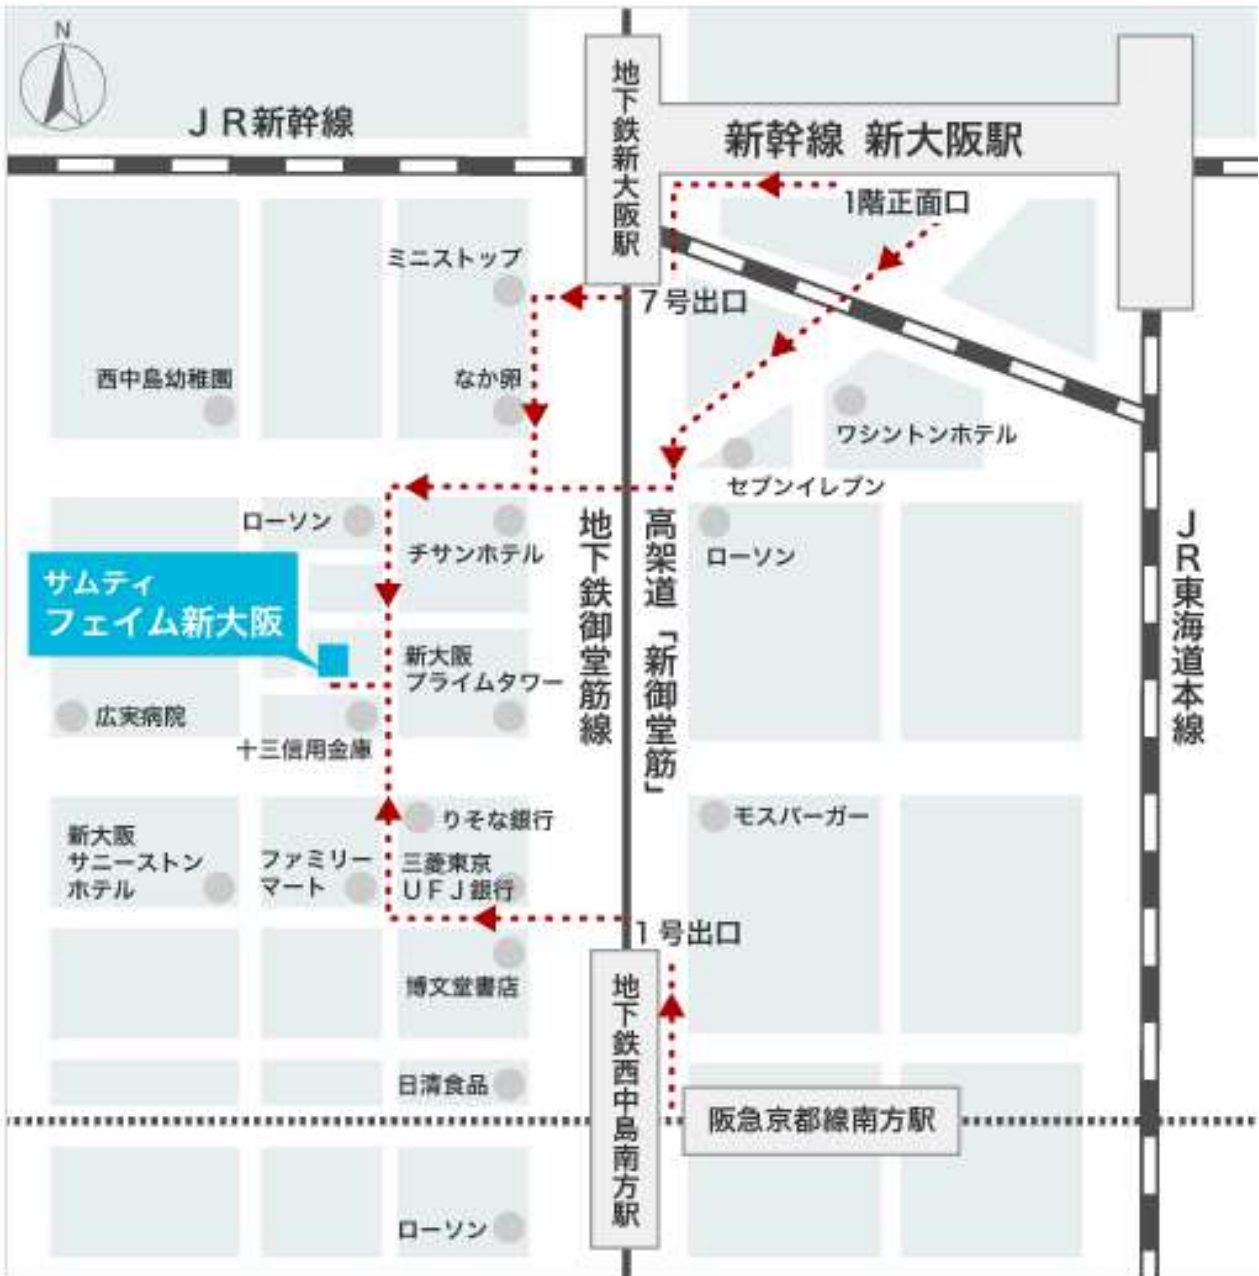 N
JR新幹線
地下鉄新大阪駅
新幹線 新大阪駅
1階正面口
ミニストップ
7号出口
西中島幼稚園
なか卵
ワシントンホテル
セブンイレブン
ローソン
チサンホテル
地下鉄御堂筋線
高架道「新御堂筋」
ローソン
JR東海道本線
サムティ
フェイム新大阪
新大阪
プライムタワー
広実病院
十三信用金庫
りそな銀行
モスバーガー
新大阪
サニーストン
ホテル
ファミリー
マート
三菱東京
UFJ銀行
1号出口
博文堂書店
地下鉄西中島南方駅
日清食品
阪急京都線南方駅
ローソン